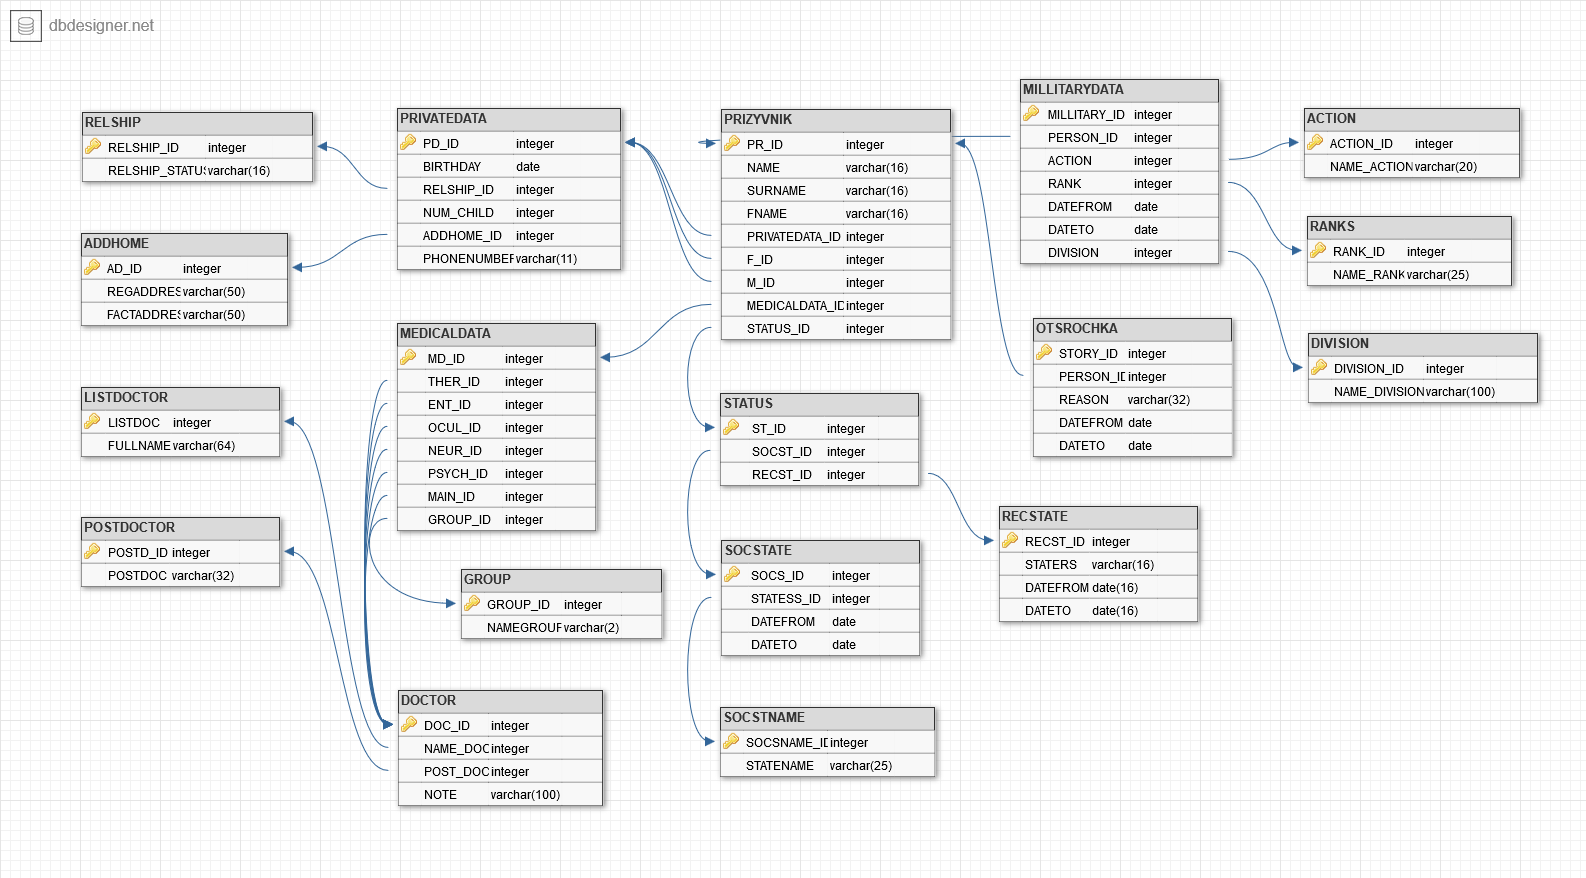 dbdesigner.net
RELSHIP
RELSHIP_ID integer
RELSHIP_STATU varchar(16)
ADDHOME
AD_ID integer
REGADDRES varchar(50)
FACTADDRES varchar(50)
LISTDOCTOR
LISTDOC integer
FULLNAME varchar(64)
POSTDOCTOR
POSTD_ID integer
POSTDOC varchar(32)
PRIVATEDATA
PD_ID integer
BIRTHDAY date
RELSHIP_ID integer
NUM_CHILD integer
ADDHOME_ID integer
PHONENUMBER varchar(11)
MEDICALDATA
MD_ID integer
THER_ID integer
ENT_ID integer
OCUL_ID integer
NEUR_ID integer
PSYCH_ID integer
MAIN_ID integer
GROUP_ID integer
GROUP
GROUP_ID integer
NAMEGROUP varchar(2)
DOCTOR
DOC_ID integer
NAME_DOC integer
POST_DOC integer
NOTE varchar(100)
PRIZYVNIK
PR_ID integer
NAME varchar(16)
SURNAME varchar(16)
FNAME varchar(16)
PRIVATEDATA_ID integer
F_ID integer
M_ID integer
MEDICALDATA_ID integer
STATUS_ID integer
STATUS
ST_ID integer
SOCST_ID integer
RECST_ID integer
SOCSTATE
SOCS_ID integer
STATESS_ID integer
DATEFROM date
DATETO date
SOCSTNAME
SOCSNAME_ID integer
STATENAME varchar(25)
MILLITARYDATA
MILLITARY_ID integer
PERSON_ID integer
ACTION integer
RANK integer
DATEFROM date
DATETO date
DIVISION integer
OTSROCHKA
STORY_ID integer
PERSON_ID integer
REASON varchar(32)
DATEFROM date
DATETO date
RECSTATE
RECST_ID integer
STATERS varchar(16)
DATEFROM date(16)
DATETO date(16)
ACTION
ACTION_ID integer
NAME_ACTION varchar(20)
RANKS
RANK_ID integer
NAME_RANK varchar(25)
DIVISION
DIVISION_ID integer
NAME_DIVISION varchar(100)